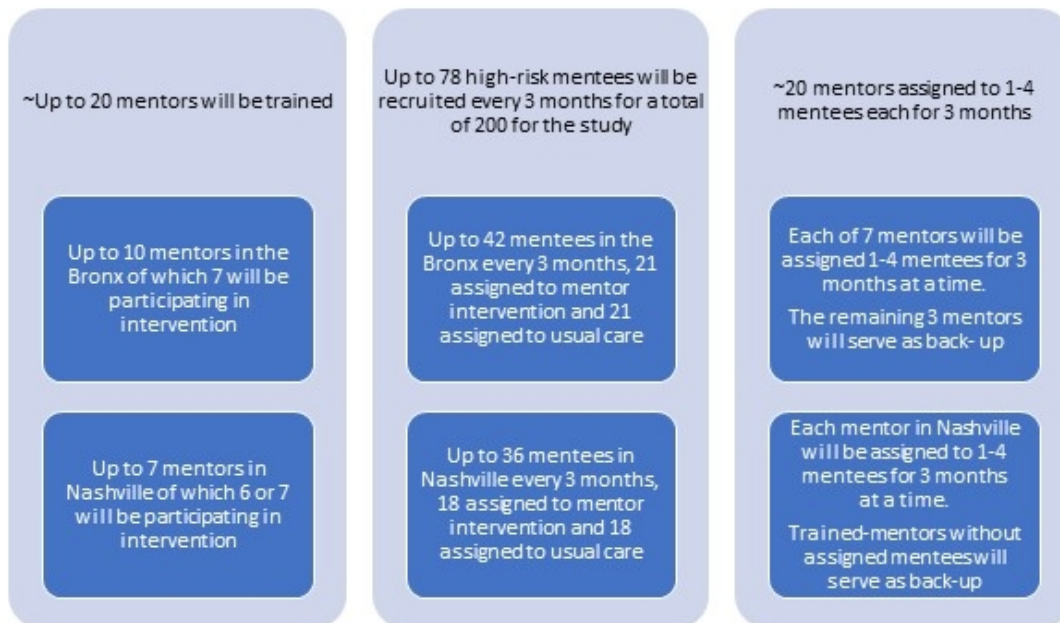 ~Up to 20 mentors will be trained
Up to 10 mentors in the
Bronx of which 7 will be
participating in
intervention
Up to 7 mentors in
Nashville of which 6 or 7
will be participating in
intervention
Up to 78 high-risk mentees will be
recruited every 3 months for a total
of 200 for the study
Up to 42 mentees in the
Bronx every 3 months, 21
assigned to mentor
intervention and 21
assigned to usual care
Up to 36 mentees in
Nashville every 3 months,
18 assigned to mentor
intervention and 18
assigned to usual care
~20 mentors assigned to 1-4
mentees each for 3 months
Each of 7 mentors will be
assigned 1-4 mentees for 3
months at a time.
The remaining 3 mentors
will serve as back- up
Each mentor in Nashville
will be assigned to 1-4
mentees for 3 months
at a time.
Trained-mentors without
assigned mentees will
serve as back-up